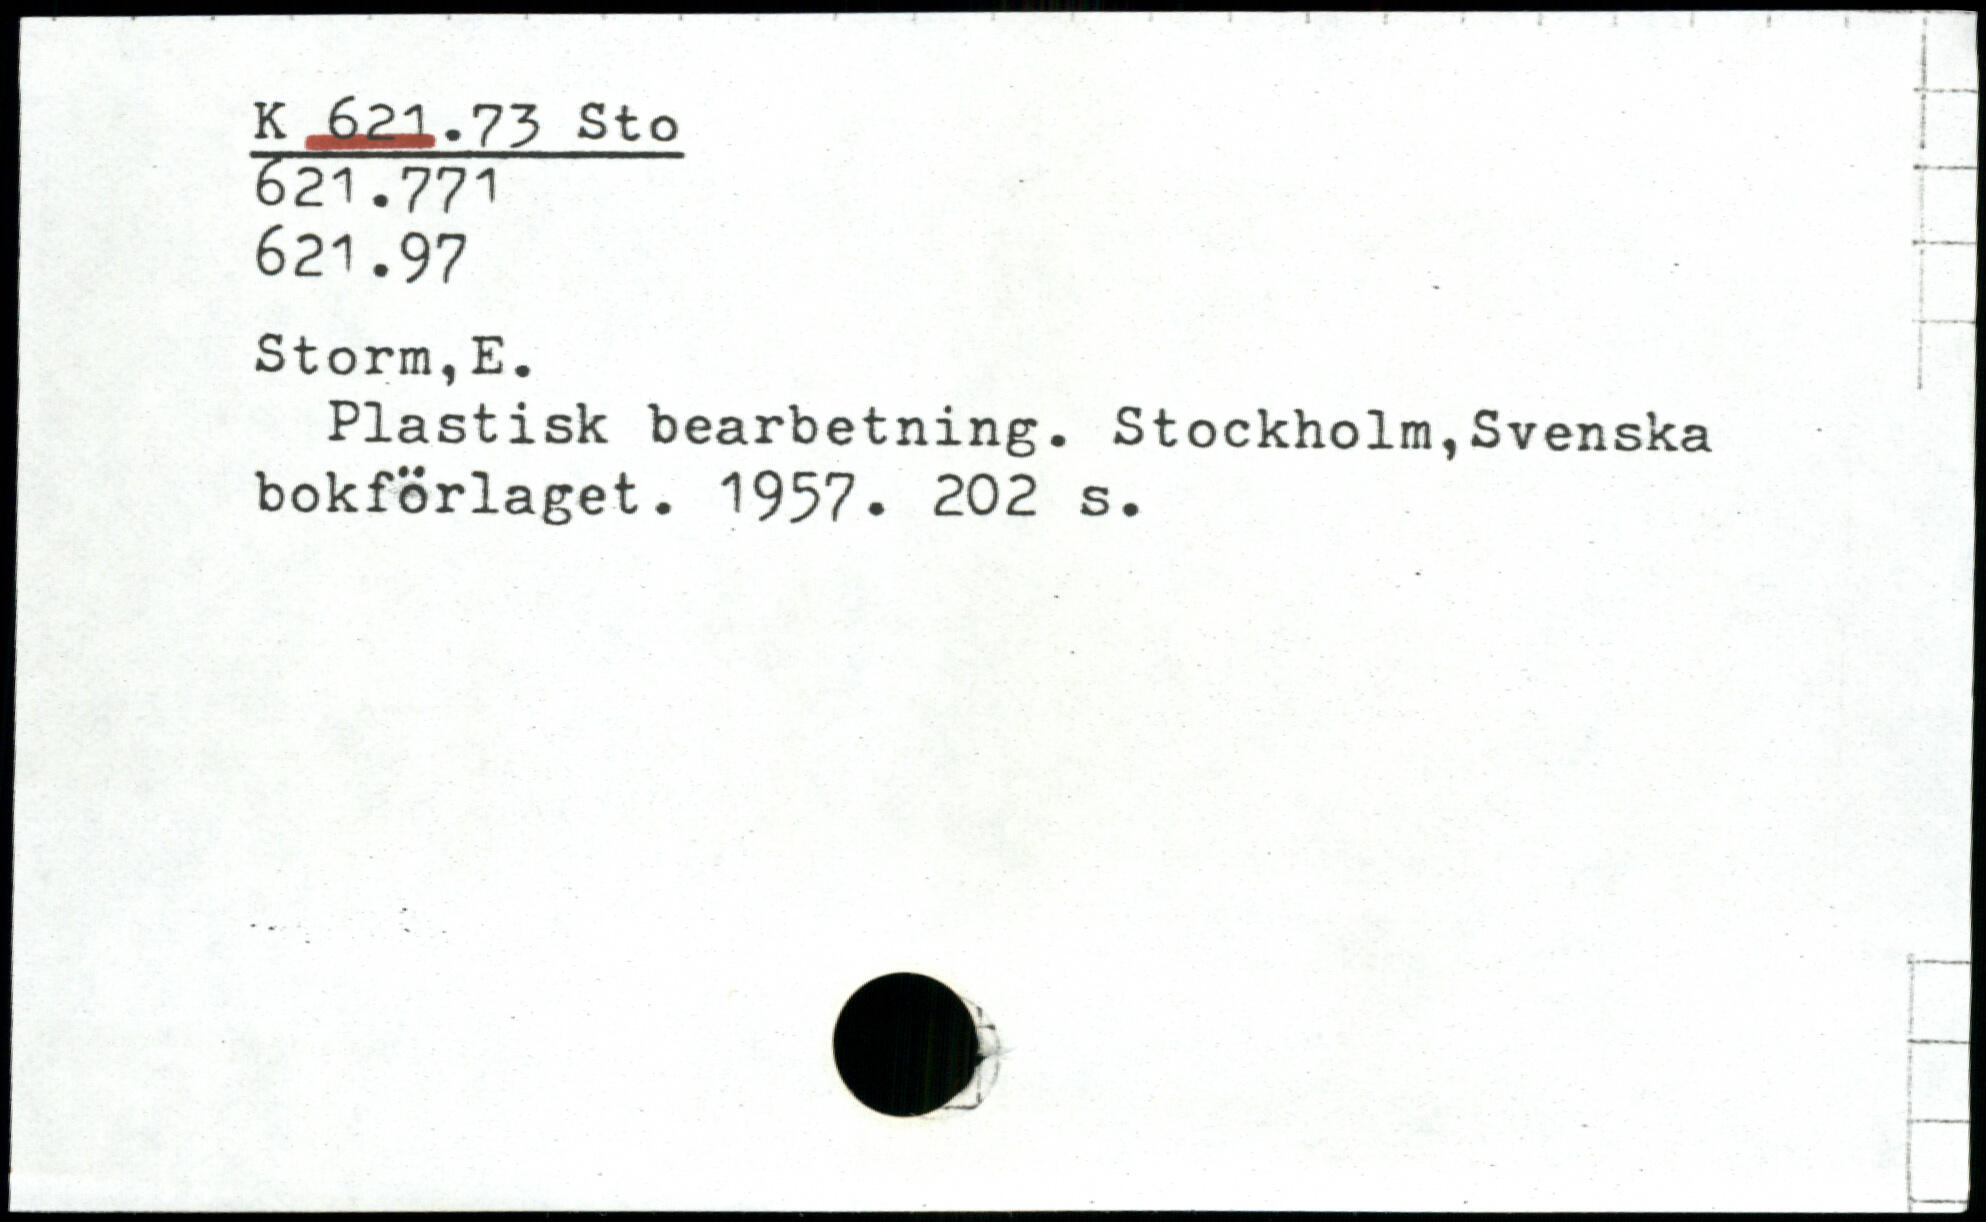 K 621.73 Sto
621.771
621.97
Storm,E.
Plastisk bearbetning. Stockholm,Svenska
bokförlaget. 1957. 202 s.